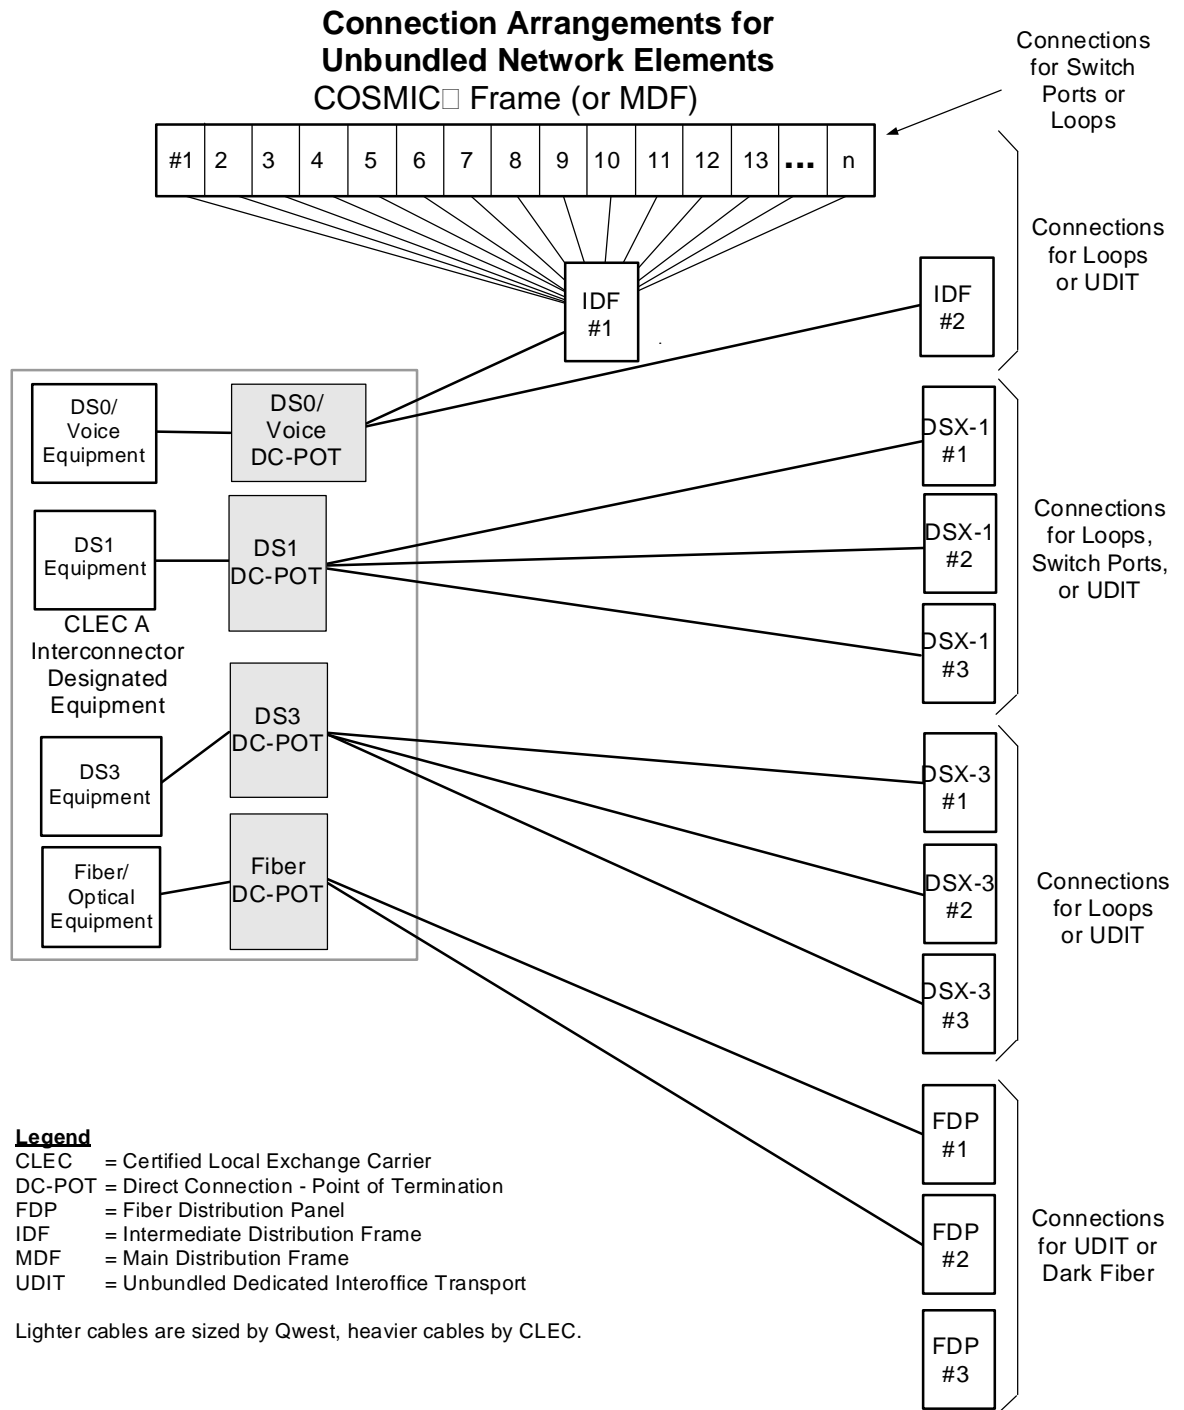 Connection Arrangements for
Unbundled Network Elements
COSMIC□ Frame (or MDF)
Connections
for Switch
Ports or
Loops
#1 2 3 4 5 6 7 8 9 10 11 12 13 ... n
Connections
for Loops
or UDIT
IDF
#1
IDF
#2
DS0/
Voice
Equipment
DS0/
Voice
DC-POT
DSX-1
#1
DS1
Equipment
DS1
DC-POT
DSX-1
#2
Connections
for Loops,
Switch Ports,
or UDIT
CLEC A
Interconnector
Designated
Equipment
DSX-1
#3
DS3
DC-POT
DS3
Equipment
DSX-3
#1
Fiber/
Optical
Equipment
Fiber
DC-POT
DSX-3
#2
Connections
for Loops
or UDIT
DSX-3
#3
FDP
#1
FDP
#2
Connections
for UDIT or
Dark Fiber
FDP
#3
Legend
CLEC = Certified Local Exchange Carrier
DC-POT = Direct Connection - Point of Termination
FDP = Fiber Distribution Panel
IDF = Intermediate Distribution Frame
MDF = Main Distribution Frame
UDIT = Unbundled Dedicated Interoffice Transport
Lighter cables are sized by Qwest, heavier cables by CLEC.